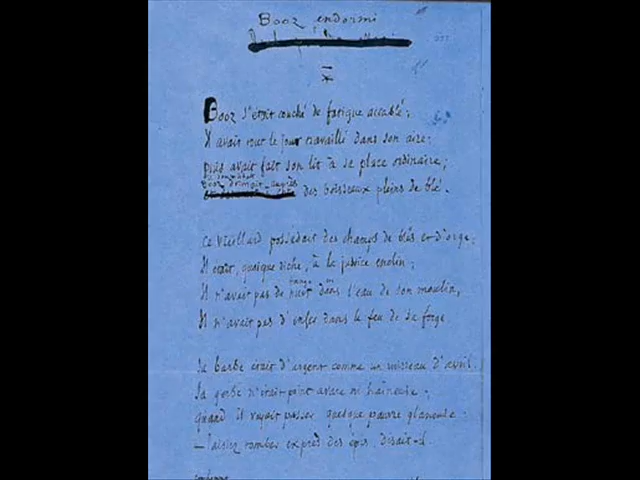 Booz endormi
Booz s'était couché de fatigue accablé ;
Il avait tout le jour travaillé dans son aire ;
puis avait fait son lit à sa place ordinaire ;
Booz dormait auprès
des boisseaux pleins de blé.
Ce vieillard possédait des champs de blés et d'orge ;
Il était, quoique riche, à la justice enclin ;
fange en
Il n'avait pas de dans l'eau de son moulin,
Il n'avait pas d'enfer dans le feu de sa forge.
Sa barbe était d'argent comme un ruisseau d'avril.
Sa gerbe n'était point avare ni haineuse ;
Quand il voyait passer quelque pauvre glaneuse :
— Laissez tomber exprès des épis, disait-il.